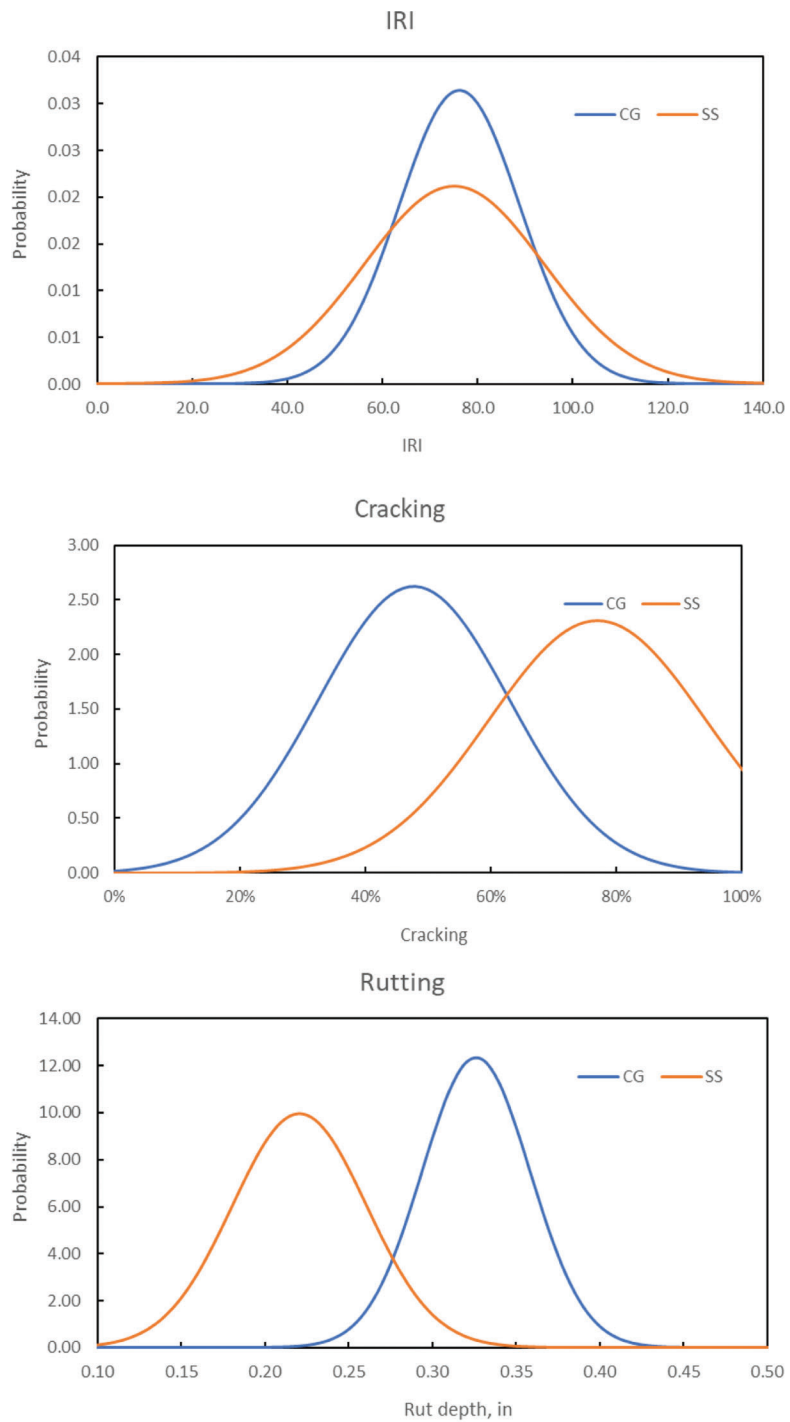 IRI
0.04
0.03
0.03
0.02
0.02
0.01
0.01
0.00
Probability
CG SS
0.0 20.0 40.0 60.0 80.0 100.0 120.0 140.0
IRI
Cracking
3.00
2.50
2.00
1.50
1.00
0.50
0.00
Probability
CG SS
0% 20% 40% 60% 80% 100%
Cracking
Rutting
14.00
12.00
10.00
8.00
6.00
4.00
2.00
0.00
Probability
CG SS
0.10 0.20 0.20 0.25 0.30 0.35 0.40 0.45 0.50
Rut depth, in